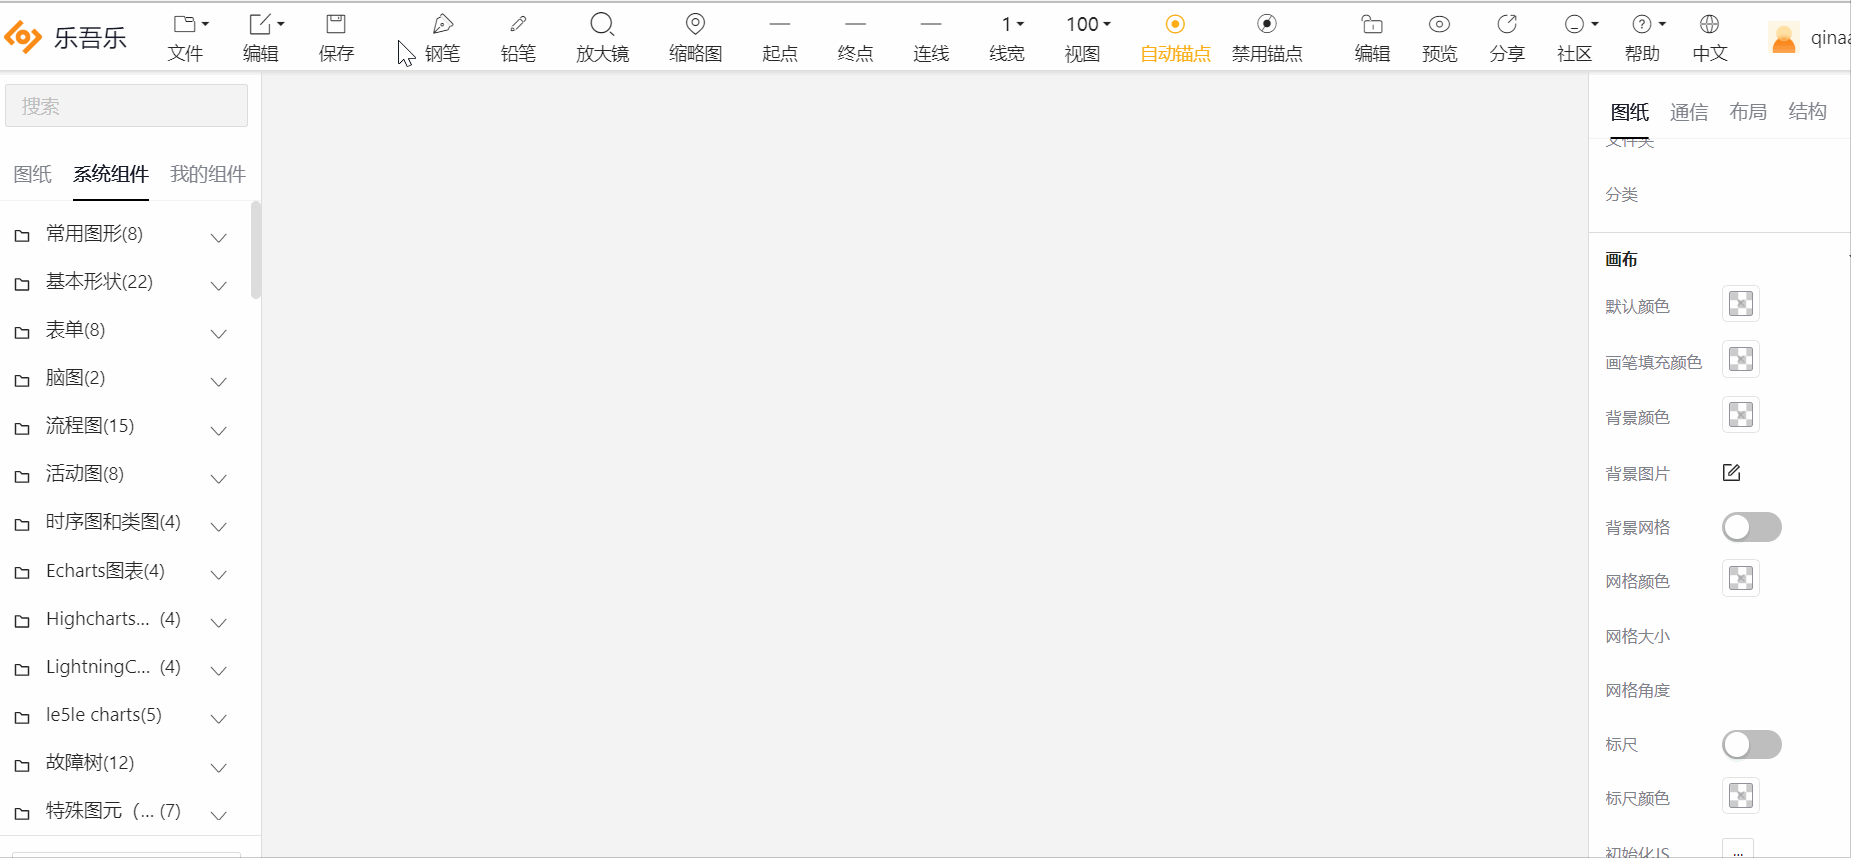 乐吾乐
文件
编辑
保存
钢笔
铅笔
放大镜
缩略图
起点
终点
连线
1
线宽
100
视图
自动锚点
禁用锚点
编辑
预览
分享
社区
帮助
中文
qinaa
搜索
图纸 系统组件 我的组件
常用图形(8)
基本形状(22)
表单(8)
脑图(2)
流程图(15)
活动图(8)
时序图和类图(4)
Echarts图表(4)
Highcharts... (4)
LightningC... (4)
le5le charts(5)
故障树(12)
特殊图元（... (7)
图纸 通信 布局 结构
文件夹
分类
画布
默认颜色
画笔填充颜色
背景颜色
背景图片
背景网格
网格颜色
网格大小
网格角度
标尺
标尺颜色
初始化JS
...